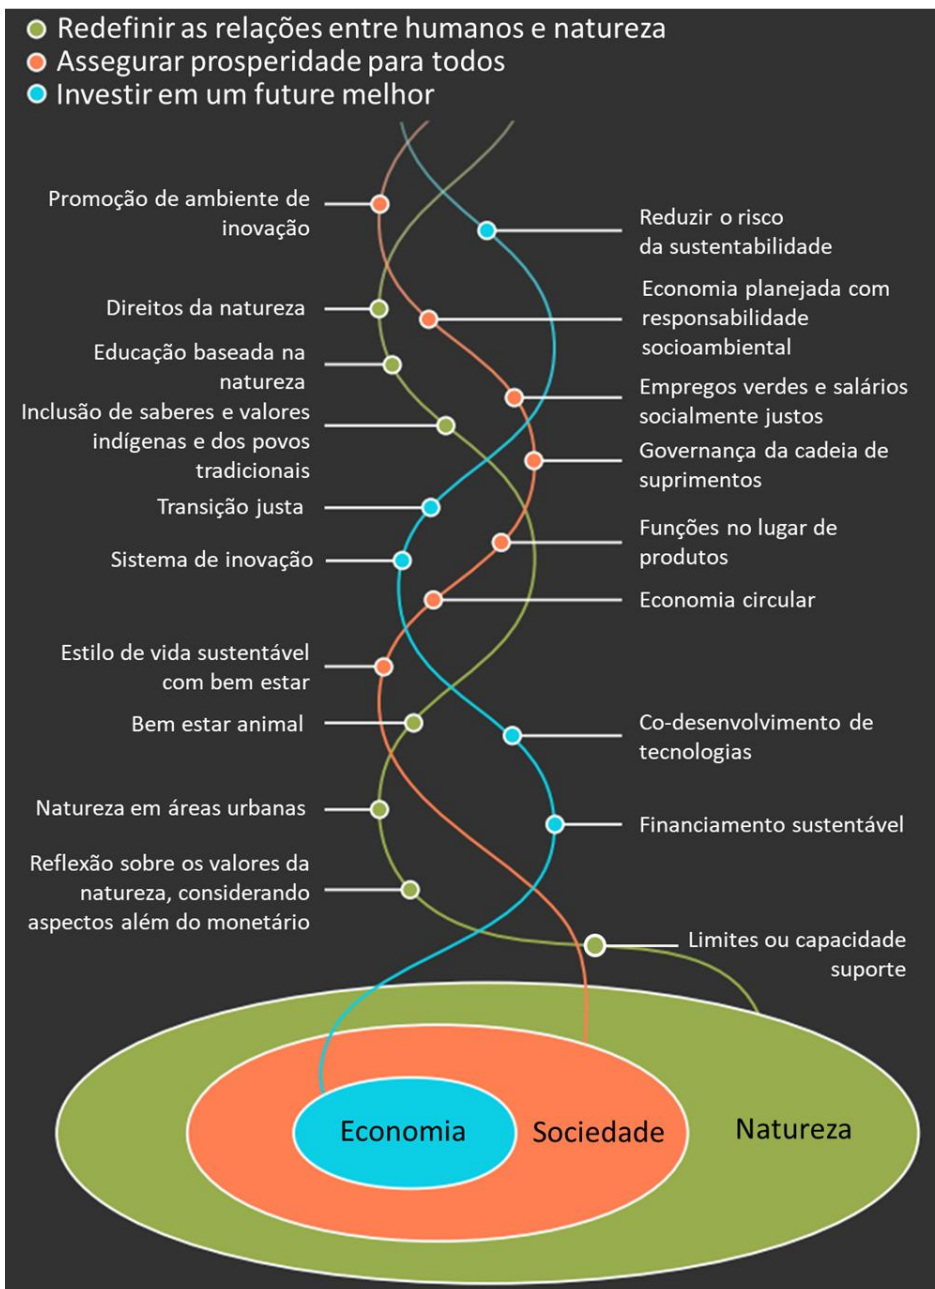 Redefinir as relações entre humanos e natureza
Assegurar prosperidade para todos
Investir em um future melhor
Promoção de ambiente de
inovação
Reduzir o risco
da sustentabilidade
Direitos da natureza
Economia planejada com
responsabilidade
socioambiental
Educação baseada na
natureza
Empregos verdes e salários
socialmente justos
Inclusão de saberes e valores
indígenas e dos povos
tradicionais
Governança da cadeia de
suprimentos
Transição justa
Funções no lugar de
produtos
Sistema de inovação
Economia circular
Estilo de vida sustentável
com bem estar
Bem estar animal
Co-desenvolvimento de
tecnologias
Natureza em áreas urbanas
Financiamento sustentável
Reflexão sobre os valores da
natureza, considerando
aspectos além do monetário
Limites ou capacidade
suporte
Economia
Sociedade
Natureza